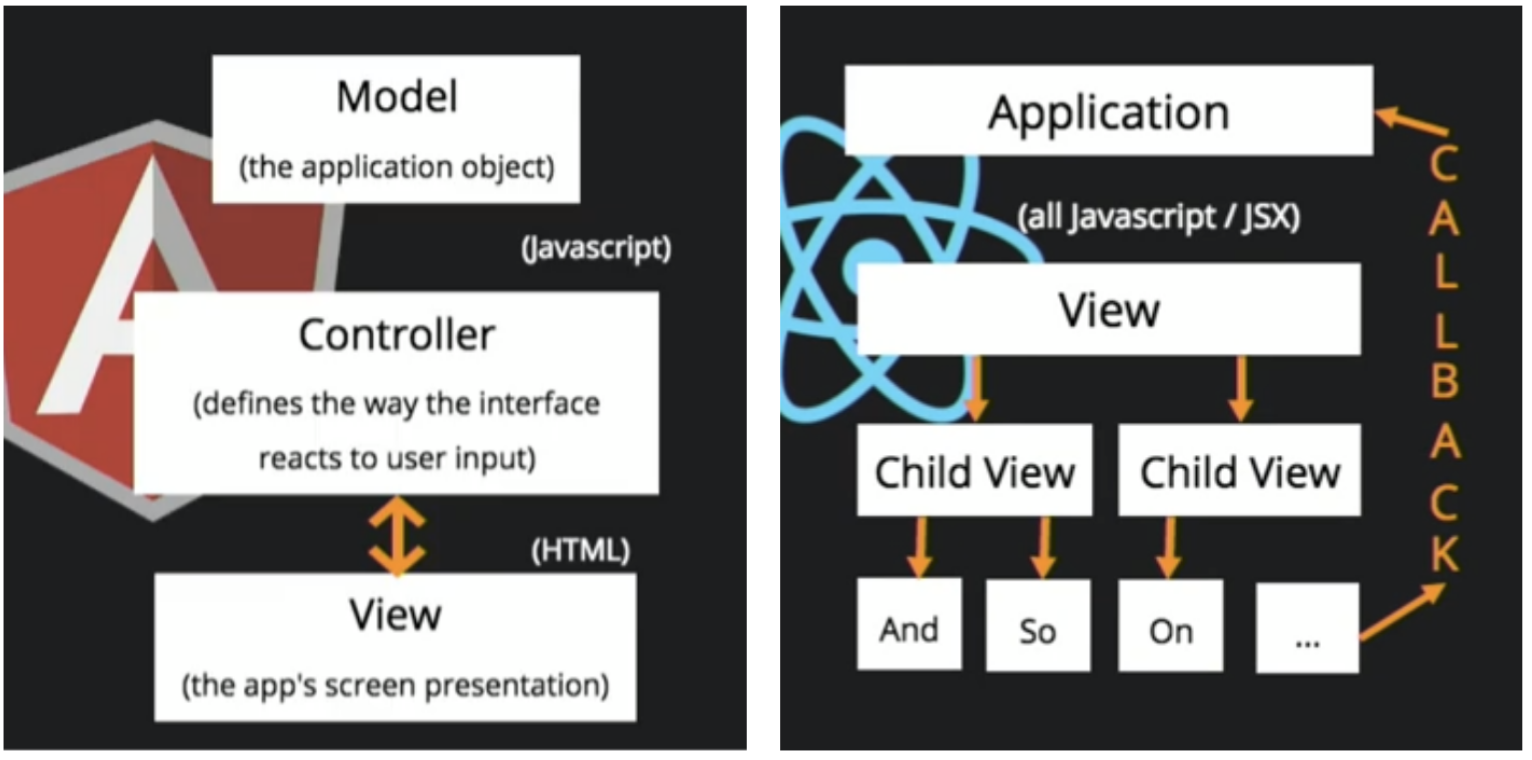 Model
(the application object)
(Javascript)
Controller
(defines the way the interface
reacts to user input)
(HTML)
View
(the app's screen presentation)
Application
(all Javascript / JSX)
View
Child View
Child View
And
So
On
...
CALLBACK